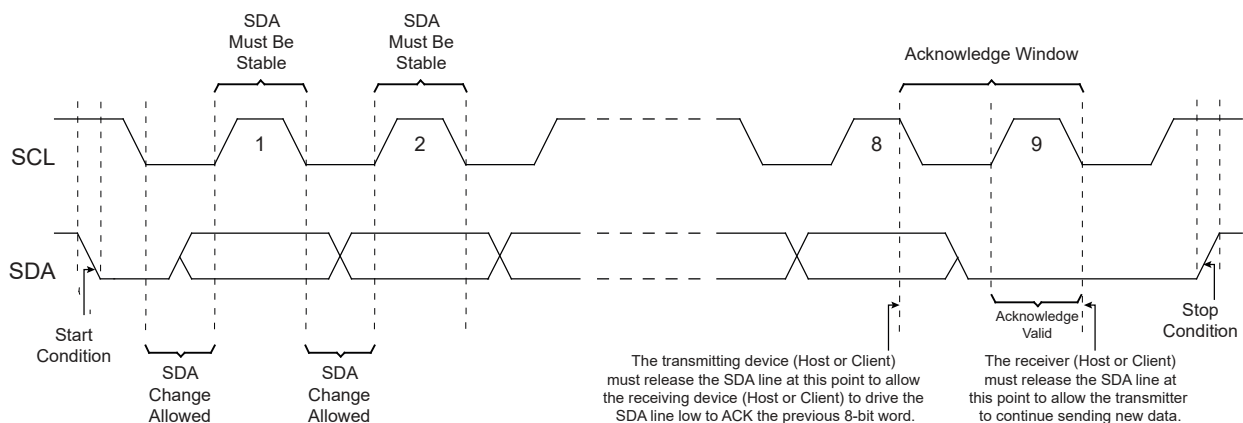 SDA
Must Be
Stable
SDA
Must Be
Stable
Acknowledge Window
SCL
1
2
8
9
SDA
Start
Condition
SDA
Change
Allowed
SDA
Change
Allowed
Acknowledge
Valid
Stop
Condition
The transmitting device (Host or Client)
must release the SDA line at this point to allow
the receiving device (Host or Client) to drive the
SDA line low to ACK the previous 8-bit word.
The receiver (Host or Client)
must release the SDA line at
this point to allow the transmitter
to continue sending new data.